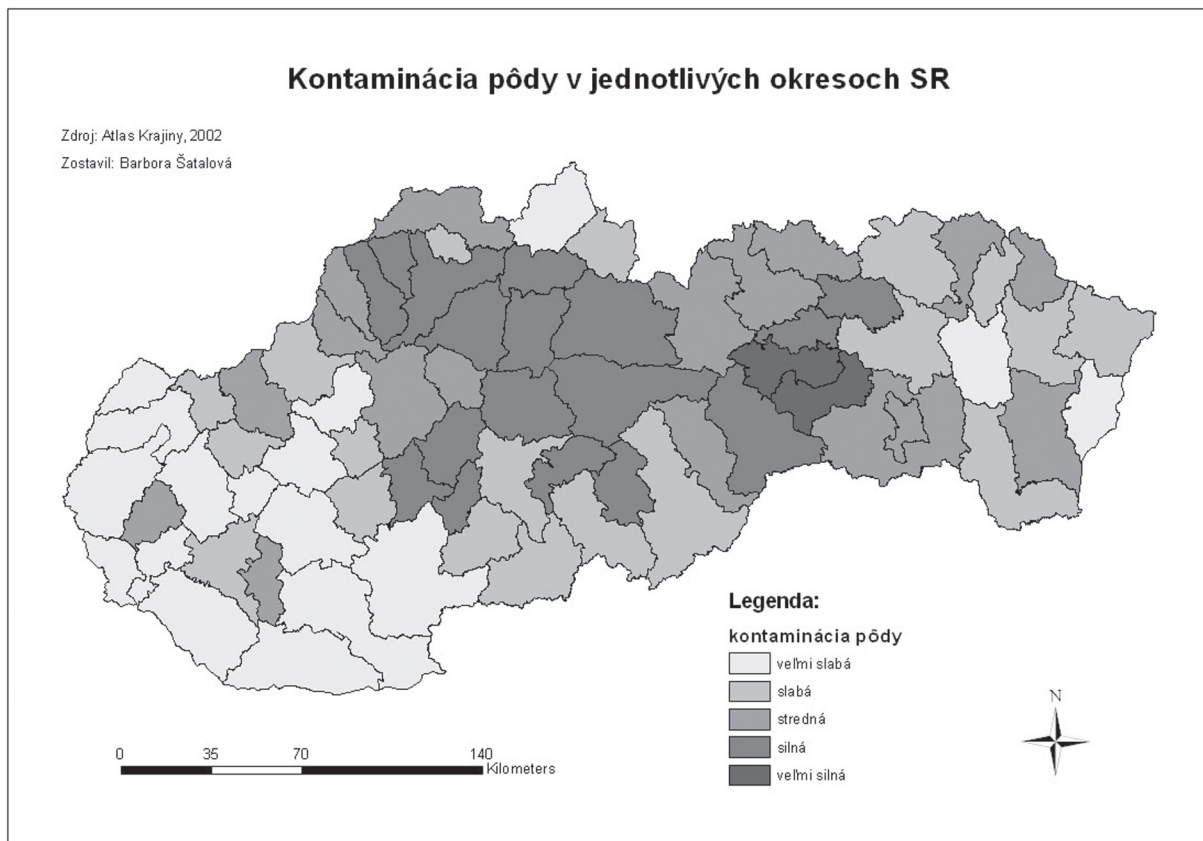 Kontaminácia pôdy v jednotlivých okresoch SR
Zdroj: Atlas Krajiny, 2002
Zostavil: Barbora Šatalová
Legenda:
kontaminácia pôdy
veľmi slabá
slabá
stredná
silná
veľmi silná
N
0 35 70 140
Kilometers